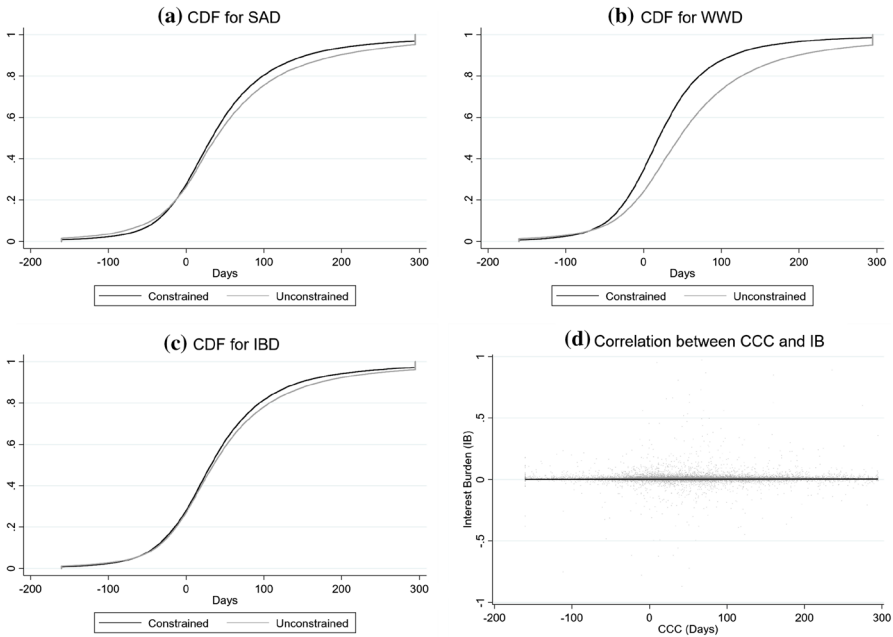 (a) CDF for SAD
1
.8
.6
.4
.2
0
-200 -100 0 100 200 300
Days
Constrained Unconstrained
(b) CDF for WWD
1
.8
.6
.4
.2
0
-200 -100 0 100 200 300
Days
Constrained Unconstrained
(c) CDF for IBD
1
.8
.6
.4
.2
0
-200 -100 0 100 200 300
Days
Constrained Unconstrained
(d) Correlation between CCC and IB
Interest Burden (IB)
1
.5
0
-.5
-1
-200 -100 0 100 200 300
CCC (Days)